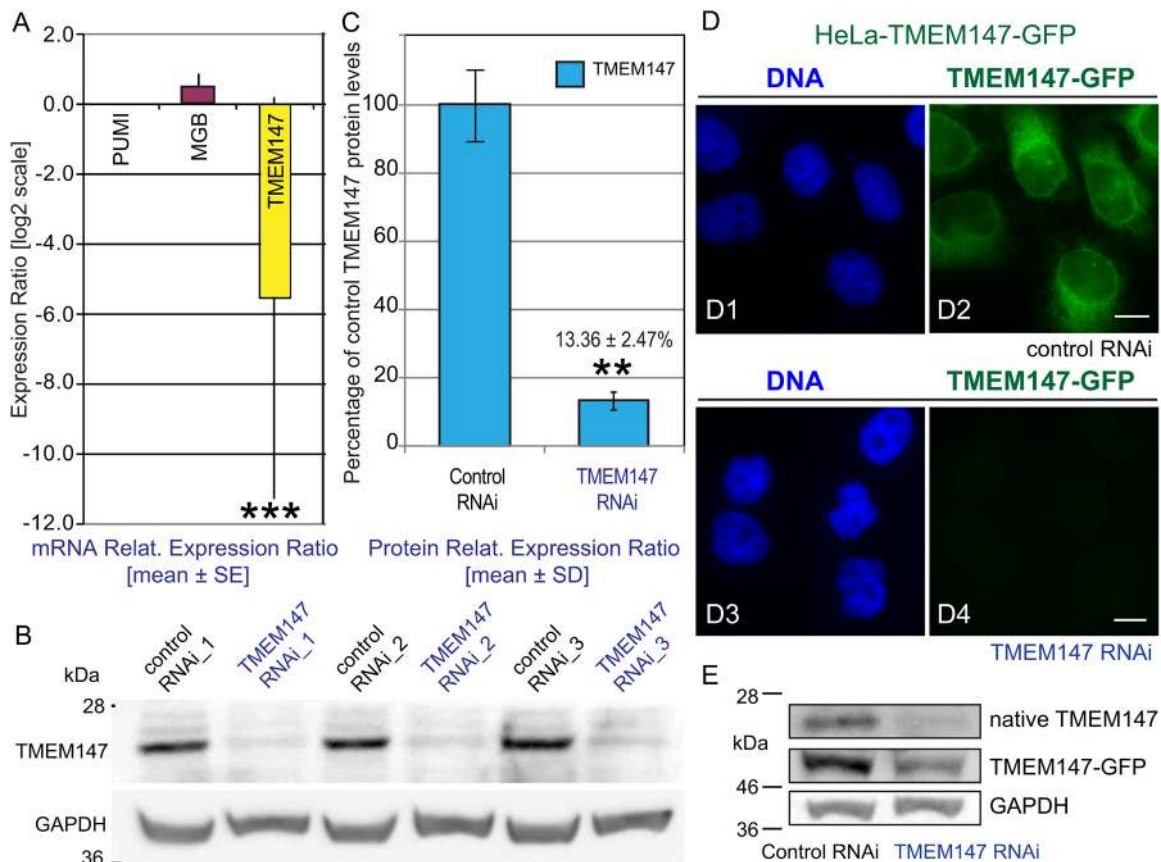 A
2.0
0.0
-2.0
-4.0
-6.0
-8.0
-10.0
-12.0
Expression Ratio [log2 scale]
PUMI
MGB
TMEM147
***
mRNA Relat. Expression Ratio
[mean ± SE]
C
Percentage of control TMEM147 protein levels
TMEM147
100
80
60
40
20
0
13.36 ± 2.47%
**
Control
RNAi
TMEM147
RNAi
Protein Relat. Expression Ratio
[mean ± SD]
D
HeLa-TMEM147-GFP
DNA
TMEM147-GFP
D1
D2
control RNAi
DNA
TMEM147-GFP
D3
D4
TMEM147 RNAi
B
kDa
control
RNAi_1
TMEM147
RNAi_1
control
RNAi_2
TMEM147
RNAi_2
control
RNAi_3
TMEM147
RNAi_3
28
TMEM147
GAPDH
36
E
28
kDa
46
36
native TMEM147
TMEM147-GFP
GAPDH
Control RNAi
TMEM147 RNAi